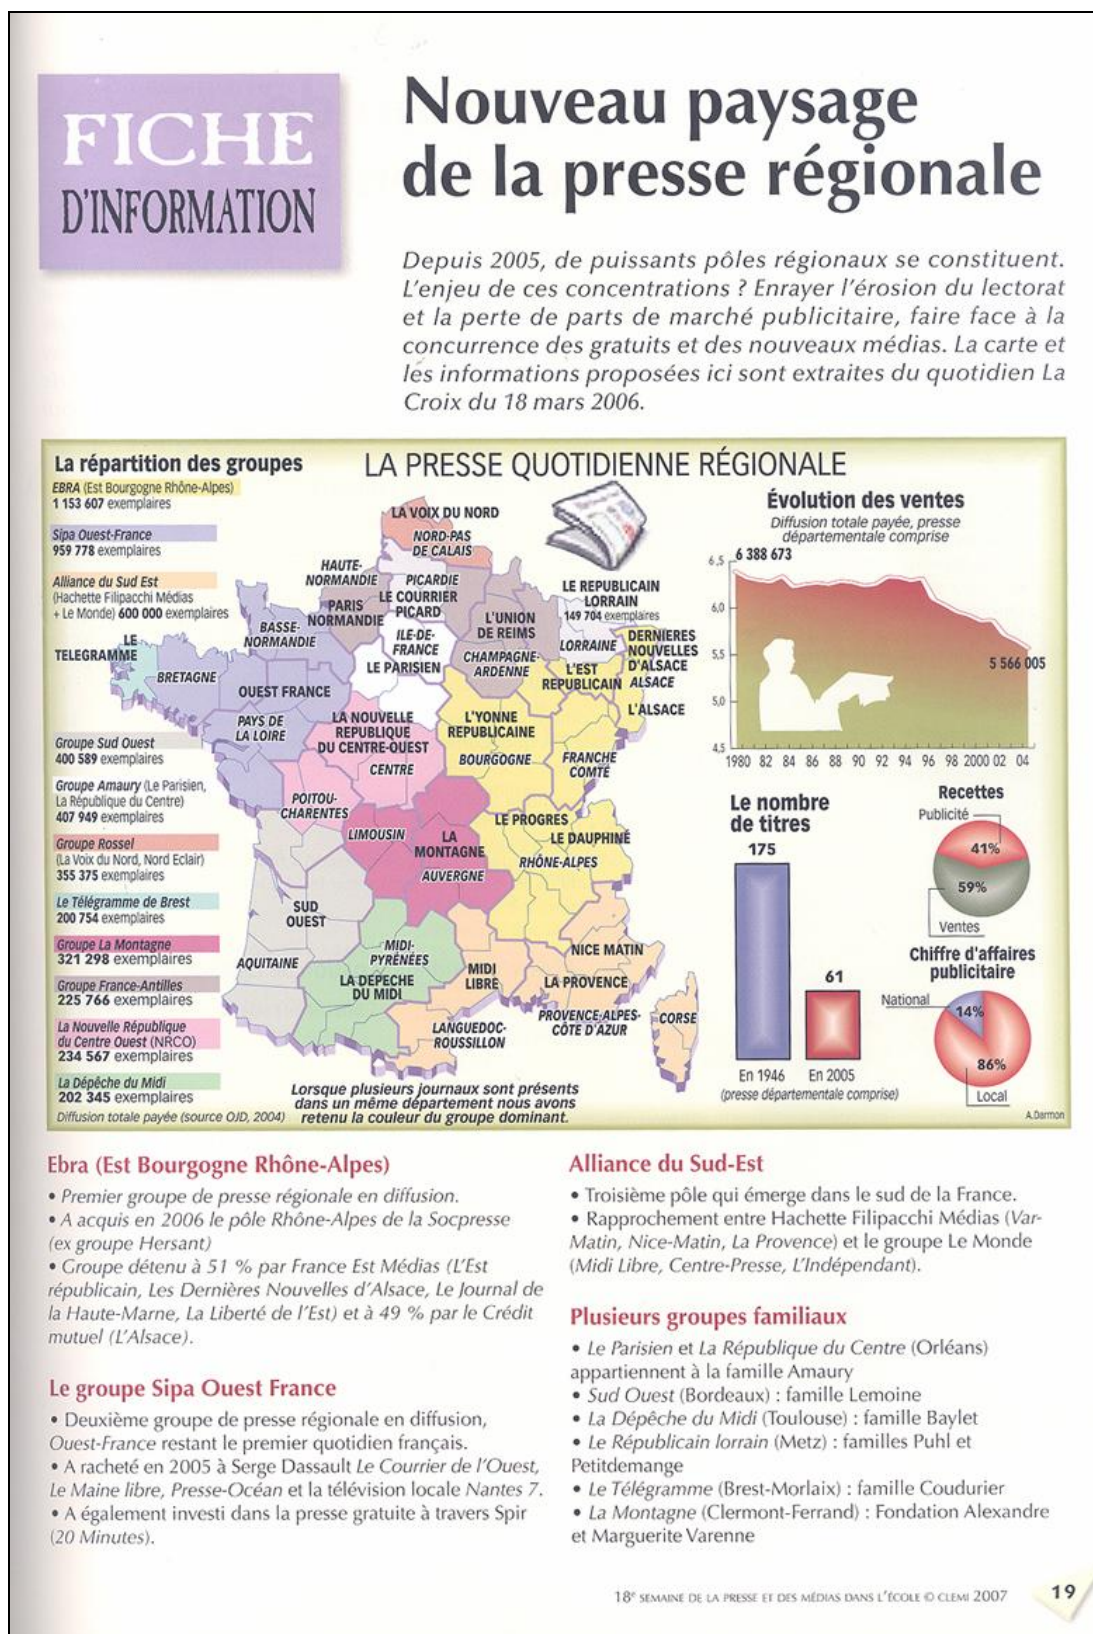 FICHE
D'INFORMATION
Nouveau paysage
de la presse régionale
Depuis 2005, de puissants pôles régionaux se constituent.
L'enjeu de ces concentrations ? Enrayer l'érosion du lectorat
et la perte de parts de marché publicitaire, faire face à la
concurrence des gratuits et des nouveaux médias. La carte et
les informations proposées ici sont extraites du quotidien La
Croix du 18 mars 2006.
La répartition des groupes
EBRA (Est Bourgogne Rhône-Alpes)
1 153 607 exemplaires
Sipa Ouest-France
959 778 exemplaires
Alliance du Sud Est
(Hachette Filipacchi Médias
+ Le Monde) 600 000 exemplaires
Groupe Sud Ouest
400 589 exemplaires
Groupe Amaury (Le Parisien,
La République du Centre)
407 949 exemplaires
Groupe Rossel
(La Voix du Nord, Nord Eclair)
355 375 exemplaires
Le Télégramme de Brest
200 754 exemplaires
Groupe La Montagne
321 298 exemplaires
Groupe France-Antilles
225 766 exemplaires
La Nouvelle République
du Centre Ouest (NRCO)
234 567 exemplaires
La Dépêche du Midi
202 345 exemplaires
Diffusion totale payée (source OJD, 2004)
LA PRESSE QUOTIDIENNE RÉGIONALE
LA VOIX DU NORD
NORD-PAS
DE CALAIS
HAUTE-
NORMANDIE
PICARDIE
LE COURRIER
PICARD
PARIS
NORMANDIE
LE REPUBLICAIN
LORRAIN
149 704 exemplaires
L'UNION
DE REIMS
BASSE-
NORMANDIE
ILE-DE-
FRANCE
LE PARISIEN
LORRAINE
DERNIERES
NOUVELLES
D'ALSACE
ALSACE
L'ALSACE
CHAMPAGNE-
ARDENNE
L'EST
REPUBLICAIN
LE
TELEGRAMME
BRETAGNE
OUEST FRANCE
PAYS DE
LA LOIRE
LA NOUVELLE
REPUBLIQUE
DU CENTRE-OUEST
CENTRE
L'YONNE
REPUBLICAINE
BOURGOGNE
FRANCHE
COMTÉ
POITOU-
CHARENTES
LIMOUSIN
LA
MONTAGNE
AUVERGNE
LE PROGRES
LE DAUPHINÉ
RHÔNE-ALPES
SUD
OUEST
AQUITAINE
MIDI-
PYRÉNÉES
LA DEPECHE
DU MIDI
MIDI
LIBRE
LANGUEDOC-
ROUSSILLON
NICE MATIN
LA PROVENCE
PROVENCE-ALPES-
CÔTE D'AZUR
CORSE
Lorsque plusieurs journaux sont présents
dans un même département nous avons
retenu la couleur du groupe dominant.
Évolution des ventes
Diffusion totale payée, presse
départementale comprise
6,5
6 388 673
6,0
5,5
5 566 005
5,0
4,5
1980 82 84 86 88 90 92 94 96 98 2000 02 04
Le nombre
de titres
175
61
En 1946 En 2005
(presse départementale comprise)
Recettes
Publicité
41%
59%
Ventes
Chiffre d'affaires
publicitaire
National
14%
86%
Local
A.Darmon
Ebra (Est Bourgogne Rhône-Alpes)
• Premier groupe de presse régionale en diffusion.
• A acquis en 2006 le pôle Rhône-Alpes de la Socpresse
(ex groupe Hersant)
• Groupe détenu à 51 % par France Est Médias (L'Est
républicain, Les Dernières Nouvelles d'Alsace, Le Journal de
la Haute-Marne, La Liberté de l'Est) et à 49 % par le Crédit
mutuel (L'Alsace).
Le groupe Sipa Ouest France
• Deuxième groupe de presse régionale en diffusion,
Ouest-France restant le premier quotidien français.
• A racheté en 2005 à Serge Dassault Le Courrier de l'Ouest,
Le Maine libre, Presse-Océan et la télévision locale Nantes 7.
• A également investi dans la presse gratuite à travers Spir
(20 Minutes).
Alliance du Sud-Est
• Troisième pôle qui émerge dans le sud de la France.
• Rapprochement entre Hachette Filipacchi Médias (Var-
Matin, Nice-Matin, La Provence) et le groupe Le Monde
(Midi Libre, Centre-Presse, L'Indépendant).
Plusieurs groupes familiaux
• Le Parisien et La République du Centre (Orléans)
appartiennent à la famille Amaury
• Sud Ouest (Bordeaux) : famille Lemoine
• La Dépêche du Midi (Toulouse) : famille Baylet
• Le Républicain lorrain (Metz) : familles Puhl et
Petitdemange
• Le Télégramme (Brest-Morlaix) : famille Coudurier
• La Montagne (Clermont-Ferrand) : Fondation Alexandre
et Marguerite Varenne
18e SEMAINE DE LA PRESSE ET DES MÉDIAS DANS L'ÉCOLE © CLEMI 2007
19